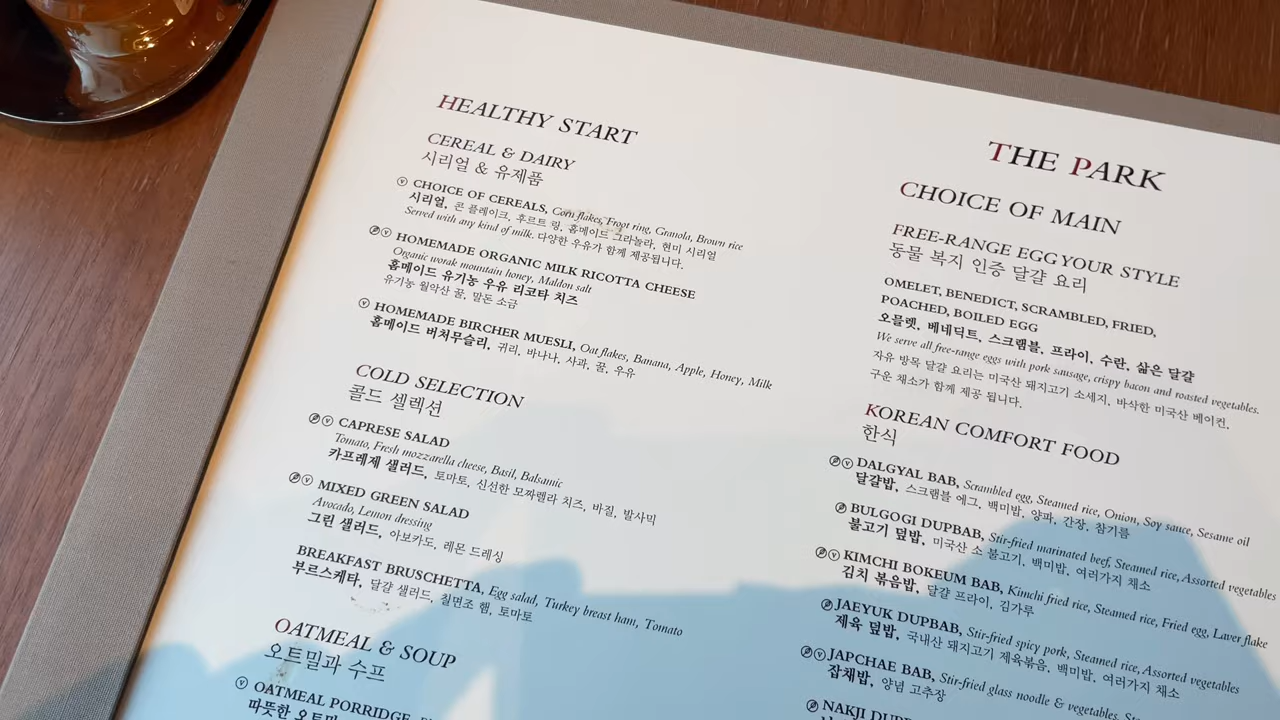 HEALTHY START
CEREAL & DAIRY
시리얼 & 유제품
CHOICE OF CEREALS, Corn flakes, Froot ring, Granola, Brown rice
시리얼, 콘 플레이크, 후르트 링, 홈메이드 그라놀라, 현미 시리얼
Served with any kind of milk. 다양한 우유가 함께 제공됩니다.
HOMEMADE ORGANIC MILK RICOTTA CHEESE
Organic worak mountain honey, Maldon salt
홈메이드 유기농 우유 리코타 치즈
유기농 월악산 꿀, 말돈 소금
HOMEMADE BIRCHER MUESLI, Oat flakes, Banana, Apple, Honey, Milk
홈메이드 버처무슬리, 귀리, 바나나, 사과, 꿀, 우유
COLD SELECTION
콜드 셀렉션
CAPRESE SALAD
Tomato, Fresh mozzarella cheese, Basil, Balsamic
카프레제 샐러드, 토마토, 신선한 모짜렐라 치즈, 바질, 발사믹
MIXED GREEN SALAD
Avocado, Lemon dressing
그린 샐러드, 아보카도, 레몬 드레싱
BREAKFAST BRUSCHETTA, Egg salad, Turkey breast ham, Tomato
부르스케타, 달걀 샐러드, 칠면조 햄, 토마토
OATMEAL & SOUP
오트밀과 수프
OATMEAL PORRIDGE,
따뜻한
THE PARK
CHOICE OF MAIN
FREE-RANGE EGG YOUR STYLE
동물 복지 인증 달걀 요리
OMELET, BENEDICT, SCRAMBLED, FRIED,
POACHED, BOILED EGG
오믈렛, 베네딕트, 스크램블, 프라이, 수란, 삶은 달걀
We serve all free-range eggs with pork sausage, crispy bacon and roasted vegetables.
자유 방목 달걀 요리는 미국산 돼지고기 소세지, 바삭한 미국산 베이컨,
구운 채소가 함께 제공 됩니다.
KOREAN COMFORT FOOD
한식
DALGYAL BAB, Scrambled egg, Steamed rice, Onion, Soy sauce, Sesame oil
달걀밥, 스크램블 에그, 백미밥, 양파, 간장, 참기름
BULGOGI DUPBAB, Stir-fried marinated beef, Steamed rice, Assorted vegetables
불고기 덮밥, 미국산 소 불고기, 백미밥, 여러가지 채소
KIMCHI BOKEUM BAB, Kimchi fried rice, Steamed rice, Fried egg, Laver flake
김치 볶음밥, 달걀 프라이, 김가루
JAEYUK DUPBAB, Stir-fried spicy pork, Steamed rice, Assorted vegetables
제육 덮밥, 국내산 돼지고기 제육볶음, 백미밥, 여러가지 채소
JAPCHAE BAB, Stir-fried glass noodle & vegetables,
잡채밥, 양념 고추장
NAKJI